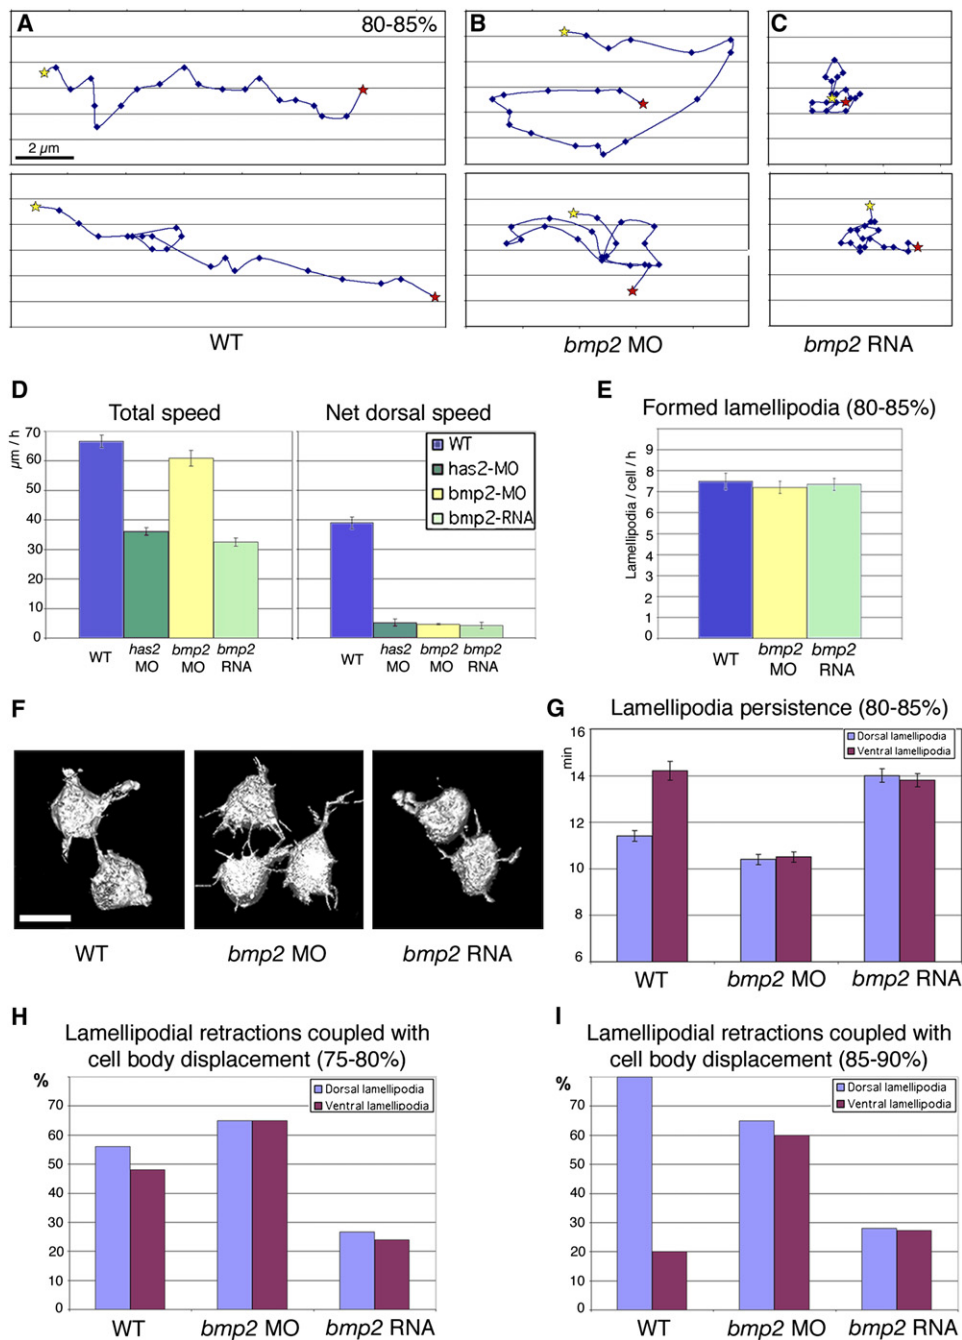 A
80-85%
B
C
2 µm
WT
bmp2 MO
bmp2 RNA
D
Total speed
Net dorsal speed
µm / h
70
60
50
40
30
20
10
0
WT
has2-MO
bmp2-MO
bmp2-RNA
WT
has2 MO
bmp2 MO
bmp2 RNA
WT
has2 MO
bmp2 MO
bmp2 RNA
E
Formed lamellipodia (80-85%)
Lamellipodia / cell / h
9
8
7
6
5
4
3
2
1
0
WT
bmp2 MO
bmp2 RNA
F
WT
bmp2 MO
bmp2 RNA
G
Lamellipodia persistence (80-85%)
min
16
14
12
10
8
6
Dorsal lamellipodia
Ventral lamellipodia
WT
bmp2 MO
bmp2 RNA
H
Lamellipodial retractions coupled with
cell body displacement (75-80%)
%
70
60
50
40
30
20
10
0
Dorsal lamellipodia
Ventral lamellipodia
WT
bmp2 MO
bmp2 RNA
I
Lamellipodial retractions coupled with
cell body displacement (85-90%)
%
70
60
50
40
30
20
10
0
Dorsal lamellipodia
Ventral lamellipodia
WT
bmp2 MO
bmp2 RNA